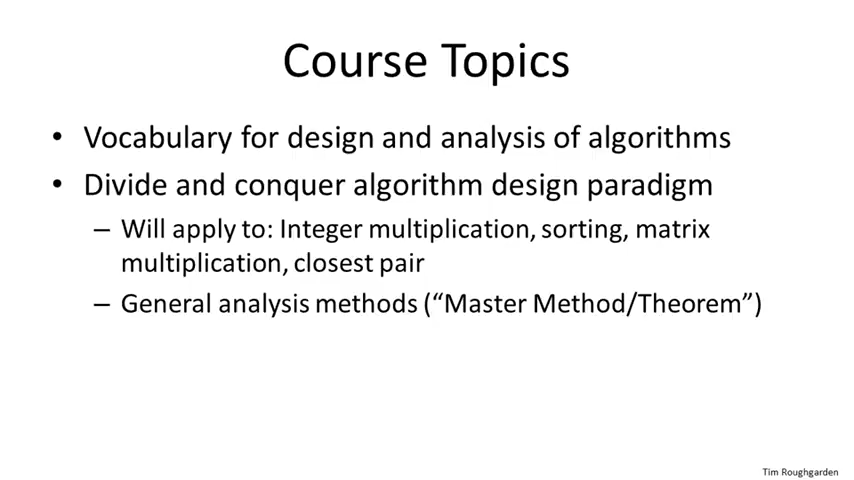 Course Topics
• Vocabulary for design and analysis of algorithms
• Divide and conquer algorithm design paradigm
– Will apply to: Integer multiplication, sorting, matrix
multiplication, closest pair
– General analysis methods (“Master Method/Theorem”)
Tim Roughgarden